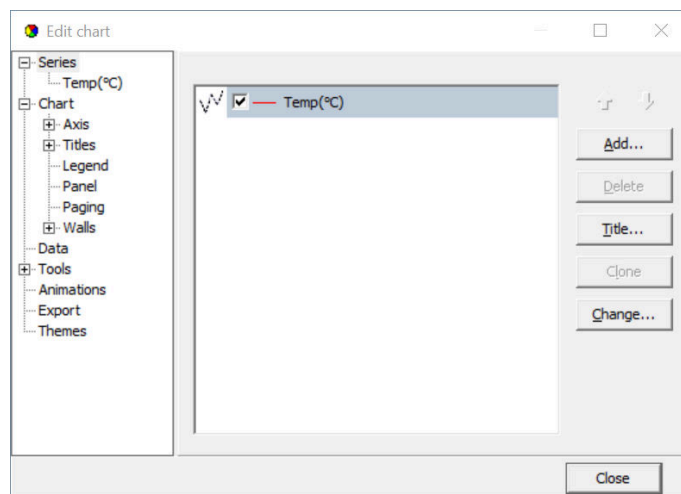 Edit chart
Series
Temp(℃)
Chart
Axis
Titles
Legend
Panel
Paging
Walls
Data
Tools
Animations
Export
Themes
Temp(℃)
Add...
Delete
Title...
Clone
Change...
Close